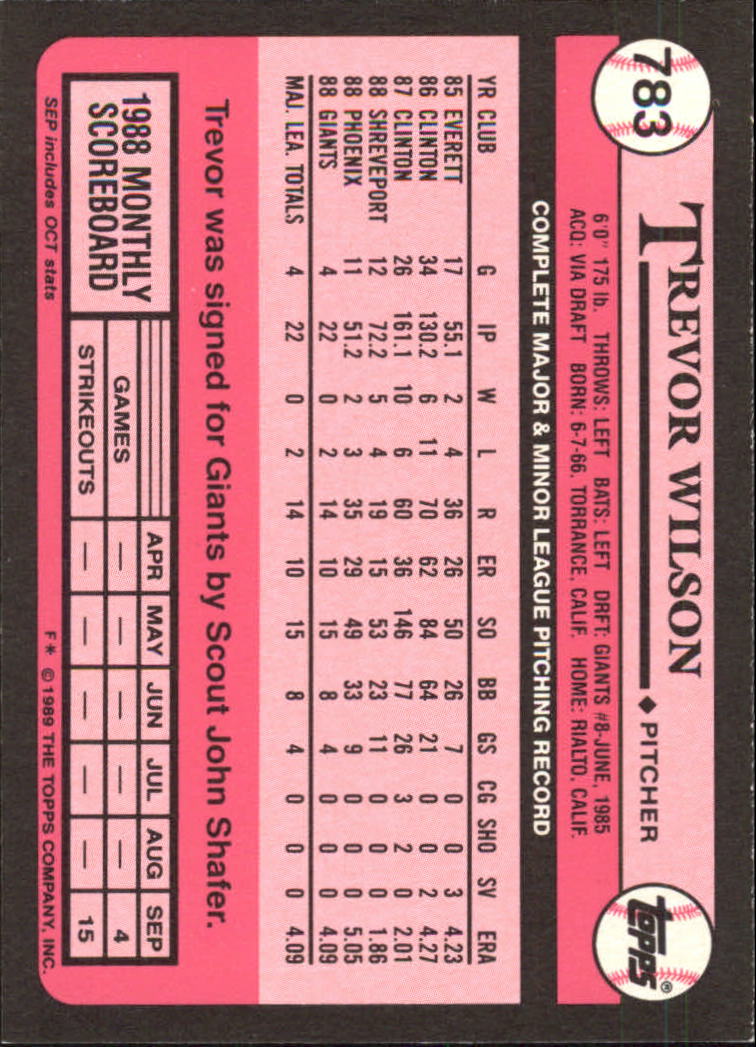 783
TREVOR WILSON
◆ PITCHER
topps®
6'0" 175 lb. THROWS: LEFT BATS: LEFT DRFT: GIANTS #8-JUNE, 1985
ACQ: VIA DRAFT BORN: 6-7-66, TORRANCE, CALIF. HOME: RIALTO, CALIF.
COMPLETE MAJOR & MINOR LEAGUE PITCHING RECORD
YR CLUB G IP W L R ER SO BB GS CG SHO SV ERA
85 EVERETT 17 55.1 2 4 36 26 50 26 7 0 0 3 4.23
86 CLINTON 34 130.2 6 11 70 62 84 64 21 0 0 2 4.27
87 CLINTON 26 161.1 10 6 60 36 146 77 26 3 2 0 2.01
88 SHREVEPORT 12 72.2 5 4 19 15 53 23 11 0 0 0 1.86
88 PHOENIX 11 51.2 2 3 35 29 49 33 9 0 0 0 5.05
88 GIANTS 4 22 0 2 14 10 15 8 4 0 0 0 4.09
MAJ. LEA. TOTALS 4 22 0 2 14 10 15 8 4 0 0 0 4.09
Trevor was signed for Giants by Scout John Shafer.
1988 MONTHLY
SCOREBOARD
APR MAY JUN JUL AUG SEP
GAMES — — — — — 4
STRIKEOUTS — — — — — 15
SEP includes OCT stats
F* © 1989 THE TOPPS COMPANY, INC.